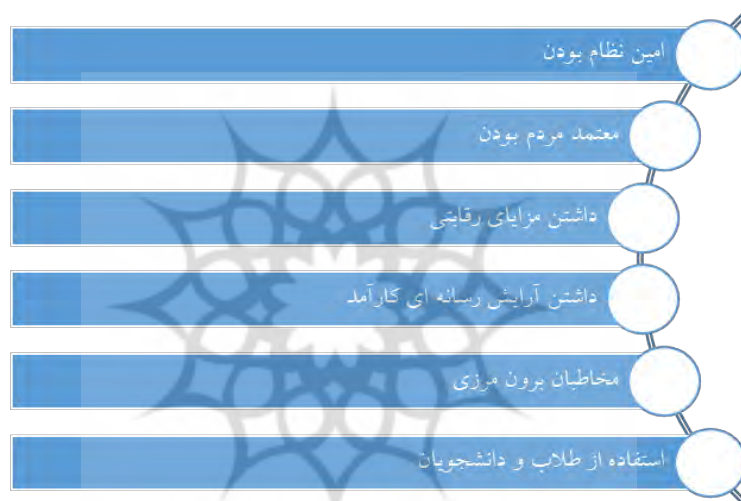 امین نظام بودن
معتمد مردم بودن
داشتن مزایای رقابتی
داشتن آرایش رسانه ای کارآمد
مخاطبان برون مرزی
استفاده از طلاب و دانشجویان